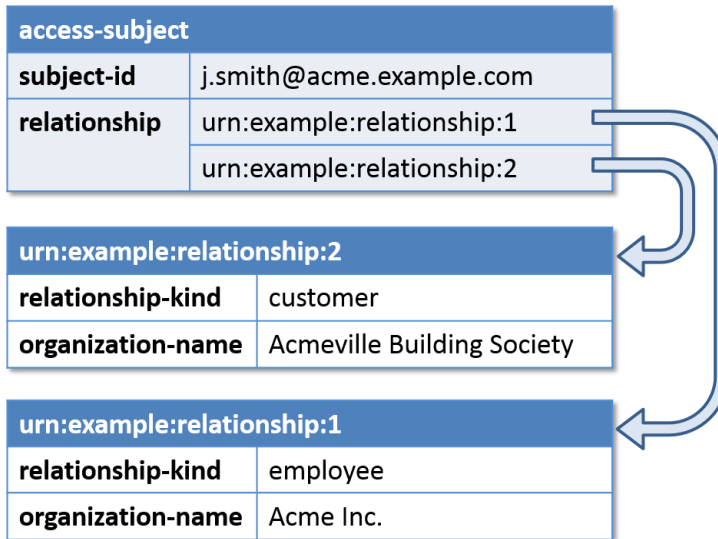 access-subject
subject-id j.smith@acme.example.com
relationship urn:example:relationship:1
urn:example:relationship:2
urn:example:relationship:2
relationship-kind customer
organization-name Acmeville Building Society
urn:example:relationship:1
relationship-kind employee
organization-name Acme Inc.